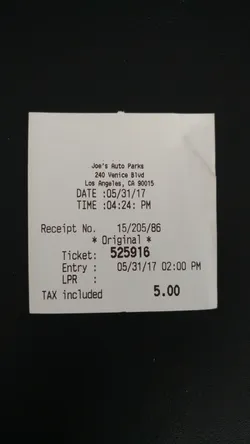 Joe's Auto Parks
240 Venice Blvd
Los Angeles, CA 90015
DATE :05/31/17
TIME :04:24: PM
Receipt No. 15/205/86
* Original *
Ticket: 525916
Entry : 05/31/17 02:00 PM
LPR :
TAX included 5.00